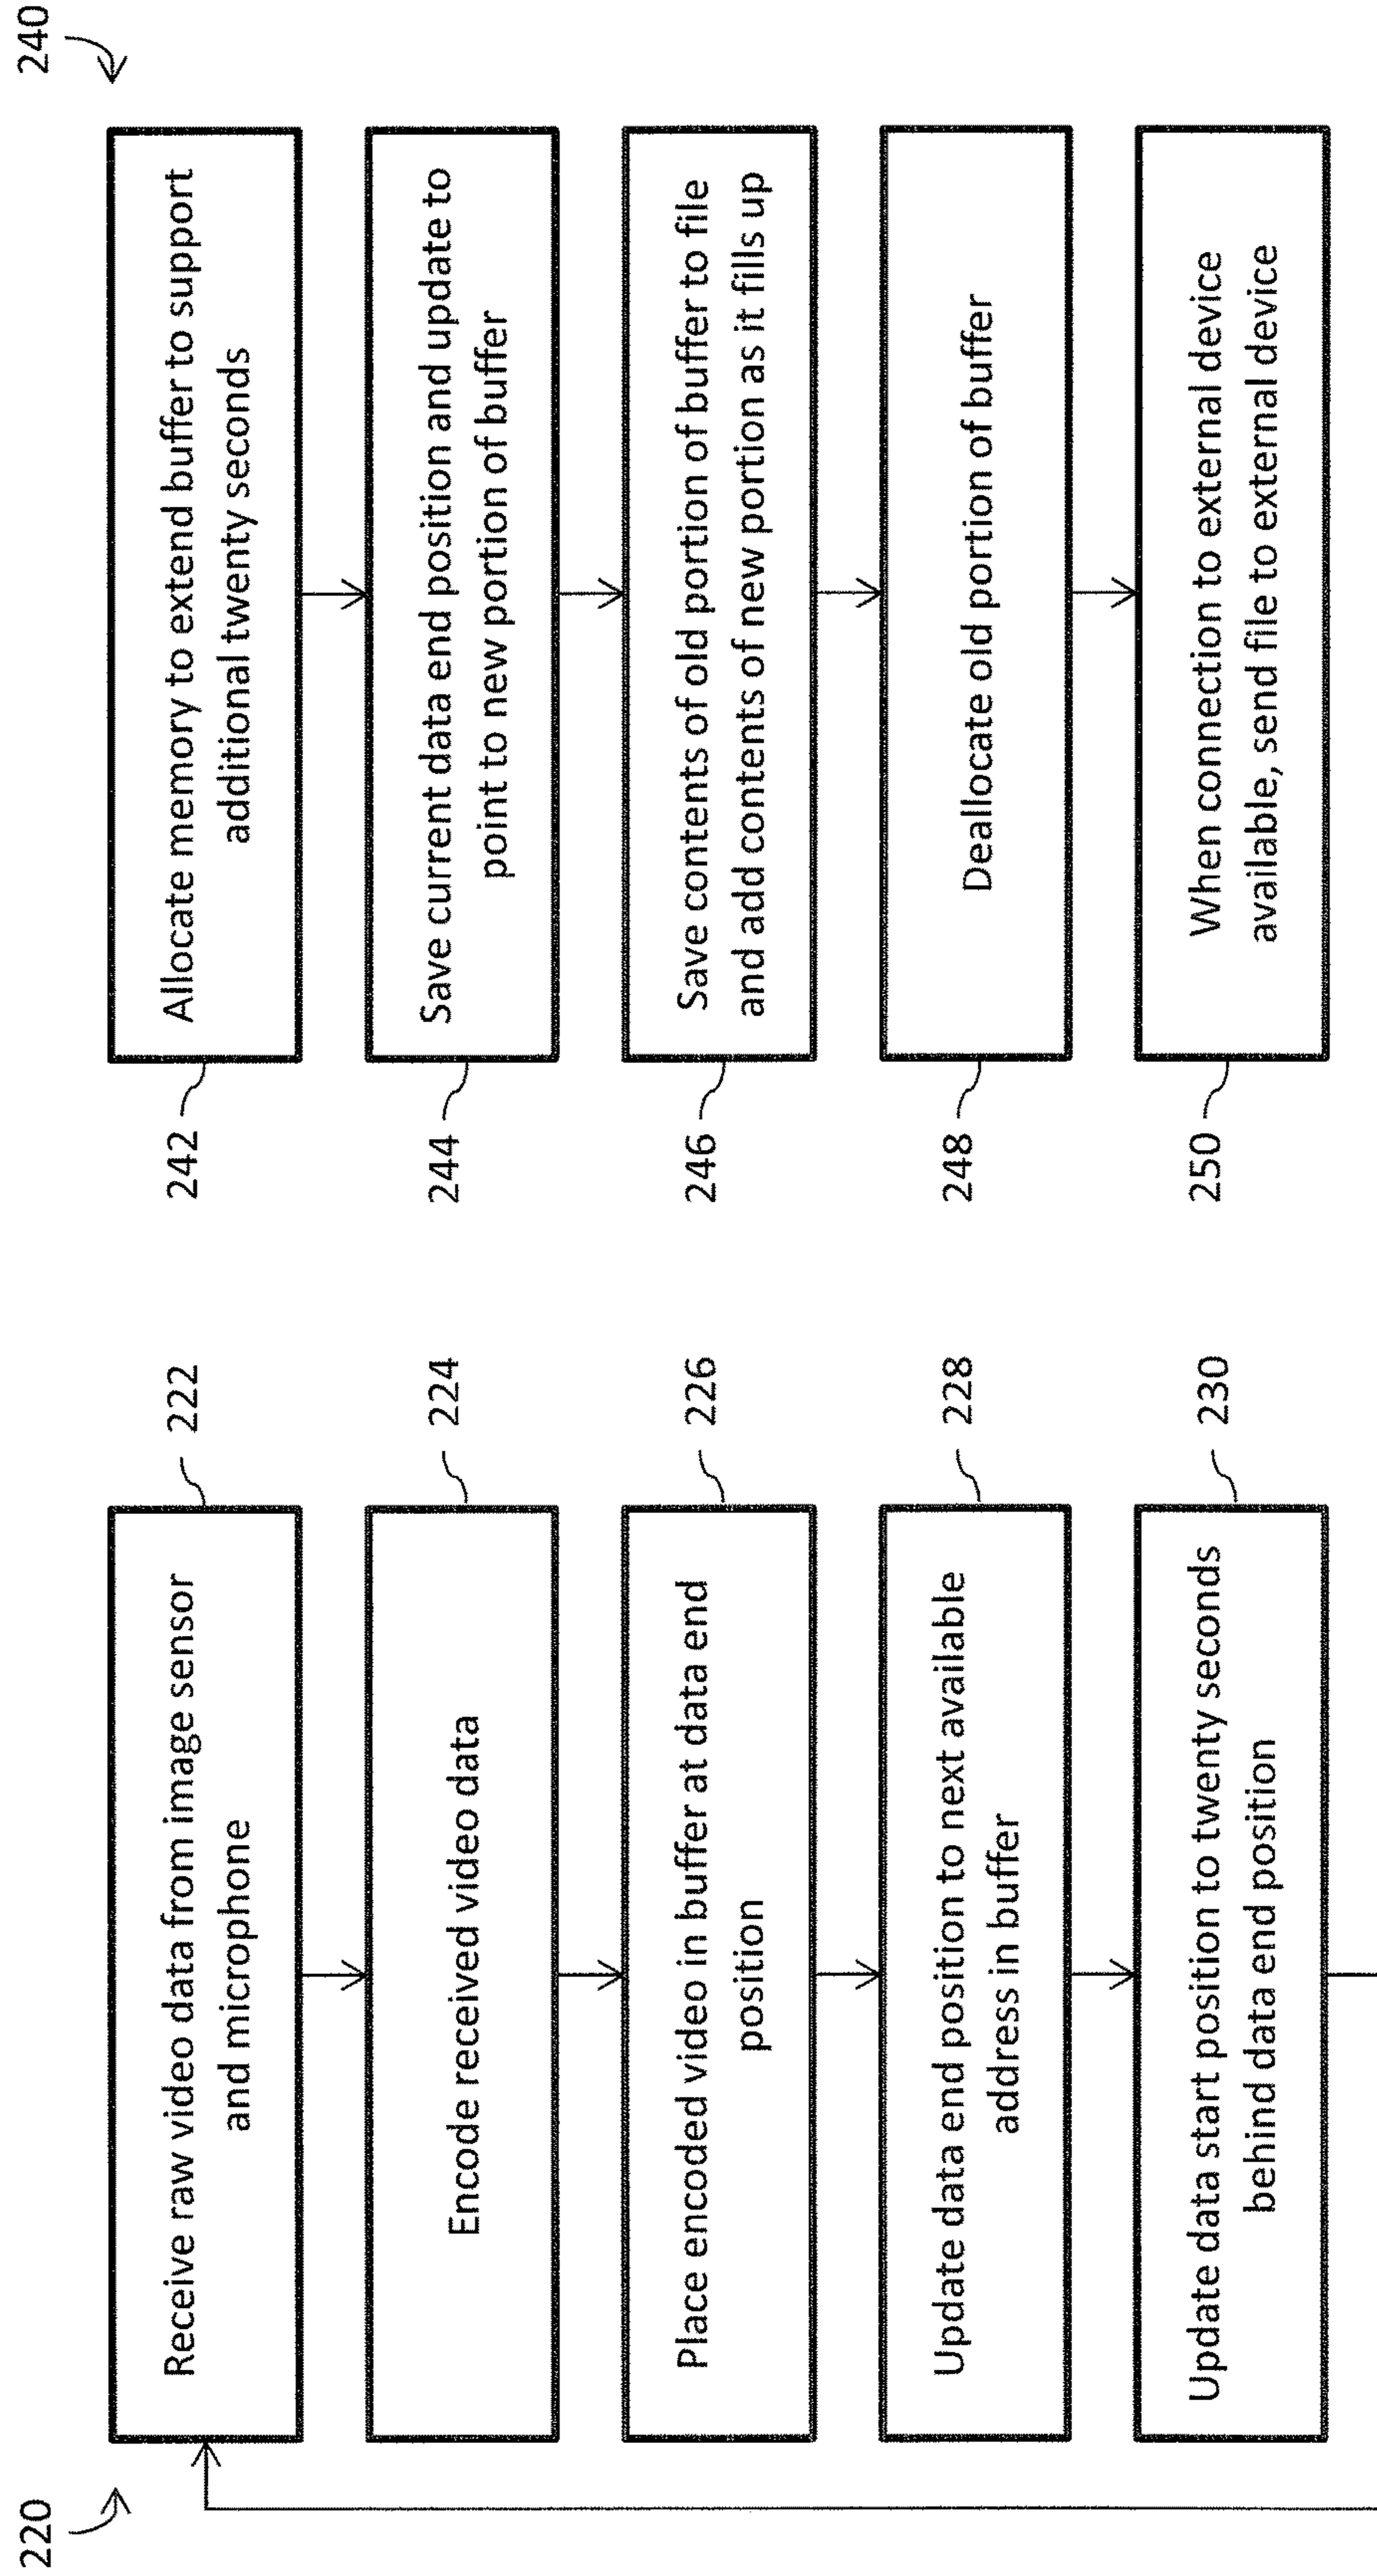 220
Receive raw video data from image sensor
and microphone
222
Encode received video data
224
Place encoded video in buffer at data end
position
226
Update data end position to next available
address in buffer
228
Update data start position to twenty seconds
behind data end position
230
240
242
Allocate memory to extend buffer to support
additional twenty seconds
244
Save current data end position and update to
point to new portion of buffer
246
Save contents of old portion of buffer to file
and add contents of new portion as it fills up
248
Deallocate old portion of buffer
250
When connection to external device
available, send file to external device